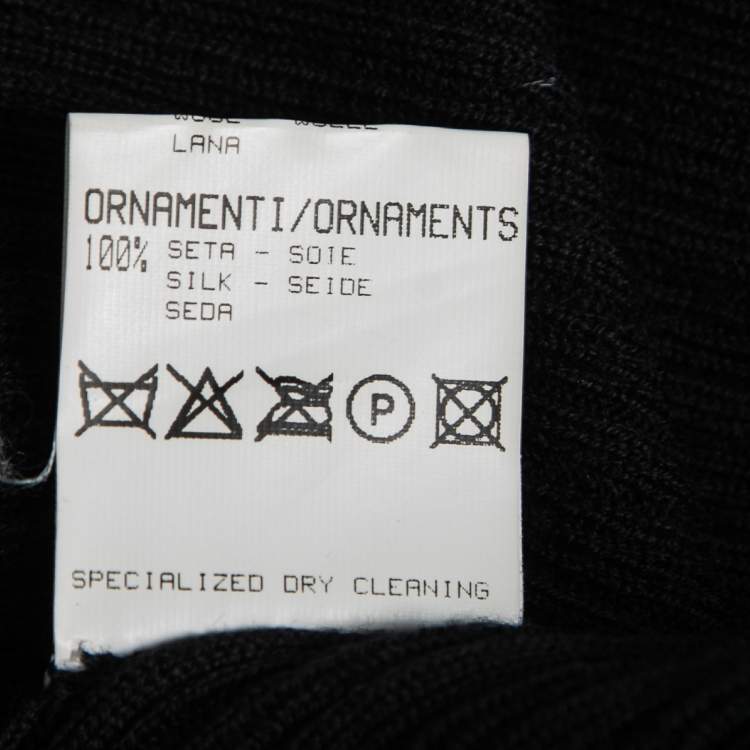 LANA
ORNAMENTI/ORNAMENTS
100% SETA - SOIE
SILK - SEIDE
SEDA
P
SPECIALIZED DRY CLEANING